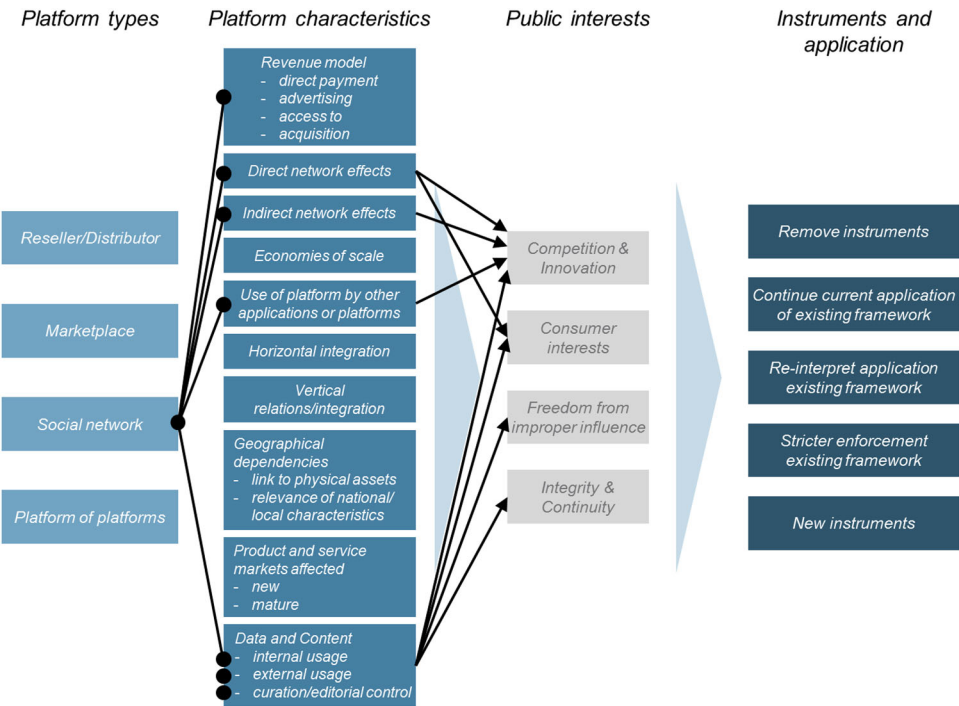 Platform types
Platform characteristics
Public interests
Instruments and
application
Revenue model
- direct payment
- advertising
- access to
- acquisition
Direct network effects
Indirect network effects
Economies of scale
Use of platform by other
applications or platforms
Horizontal integration
Vertical
relations/integration
Geographical
dependencies
- link to physical assets
- relevance of national/
local characteristics
Product and service
markets affected
- new
- mature
Data and Content
- internal usage
- external usage
- curation/editorial control
Reseller/Distributor
Marketplace
Social network
Platform of platforms
Competition &
Innovation
Consumer
interests
Freedom from
improper influence
Integrity &
Continuity
Remove instruments
Continue current application
of existing framework
Re-interpret application
existing framework
Stricter enforcement
existing framework
New instruments